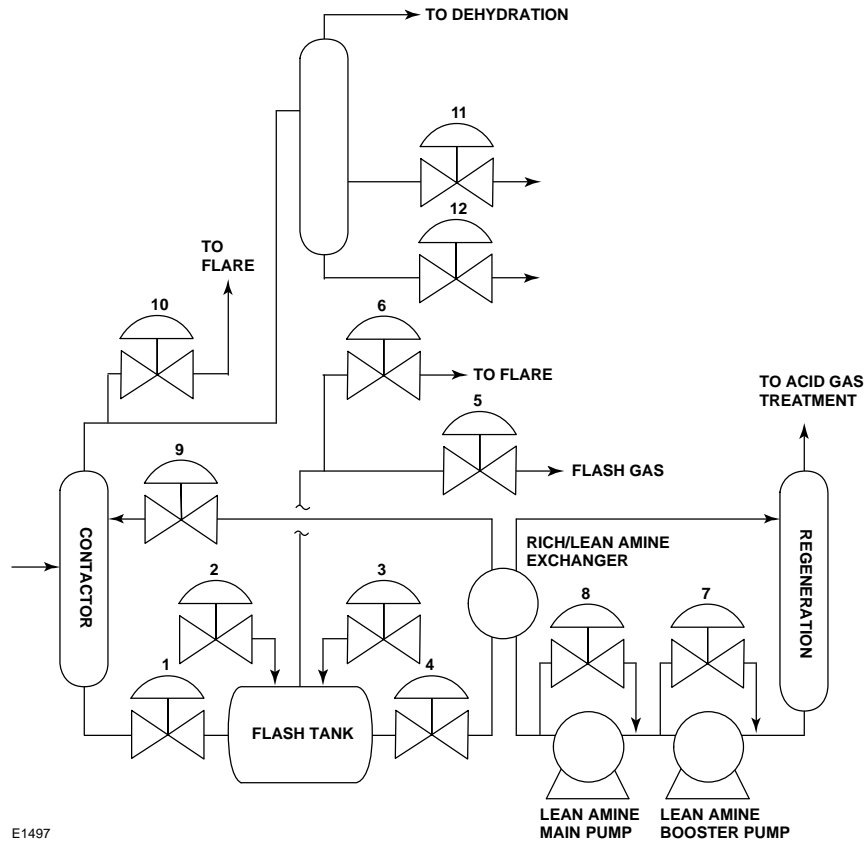 TO DEHYDRATION
11
12
TO
FLARE
10
6
TO FLARE
5
FLASH GAS
TO ACID GAS
TREATMENT
9
CONTACTOR
RICH/LEAN AMINE
EXCHANGER
REGENERATION
2
3
8
7
1
4
FLASH TANK
LEAN AMINE
MAIN PUMP
LEAN AMINE
BOOSTER PUMP
E1497